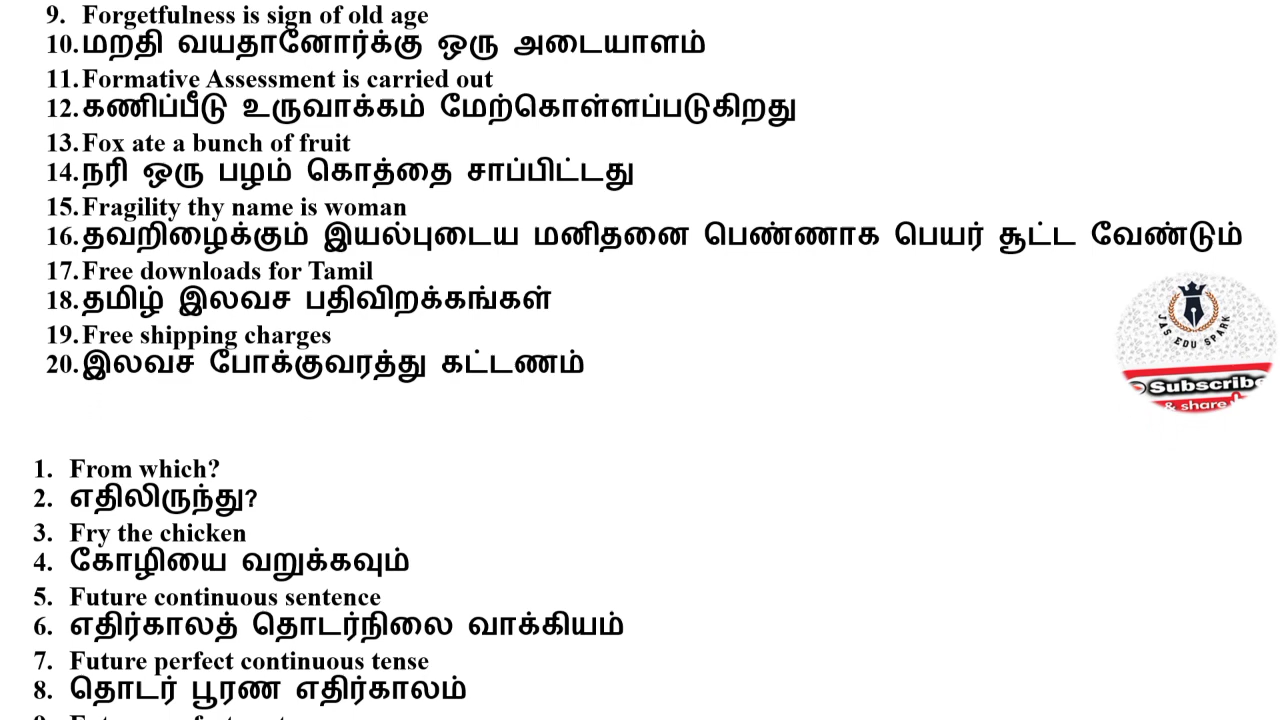 9. Forgetfulness is sign of old age
10. மறதி வயதானோர்க்கு ஒரு அடையாளம்
11. Formative Assessment is carried out
12. கணிப்பீடு உருவாக்கம் மேற்கொள்ளப்படுகிறது
13. Fox ate a bunch of fruit
14. நரி ஒரு பழம் கொத்தை சாப்பிட்டது
15. Fragility thy name is woman
16. தவறிழைக்கும் இயல்புடைய மனிதனை பெண்ணாக பெயர் சூட்ட வேண்டும்
17. Free downloads for Tamil
18. தமிழ் இலவச பதிவிறக்கங்கள்
19. Free shipping charges
20. இலவச போக்குவரத்து கட்டணம்
JAS EDU SPARK
Subscribe
& share
1. From which?
2. எதிலிருந்து?
3. Fry the chicken
4. கோழியை வறுக்கவும்
5. Future continuous sentence
6. எதிர்காலத் தொடர்நிலை வாக்கியம்
7. Future perfect continuous tense
8. தொடர் பூரண எதிர்காலம்